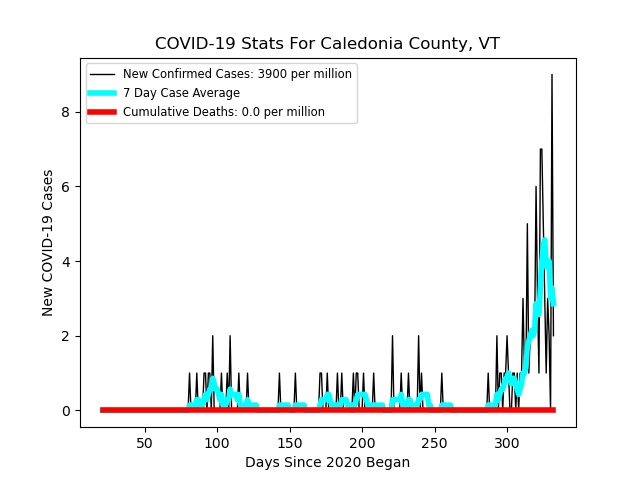 COVID-19 Stats For Caledonia County, VT
New Confirmed Cases: 3900 per million
7 Day Case Average
Cumulative Deaths: 0.0 per million
New COVID-19 Cases
8
6
4
2
0
50 100 150 200 250 300
Days Since 2020 Began